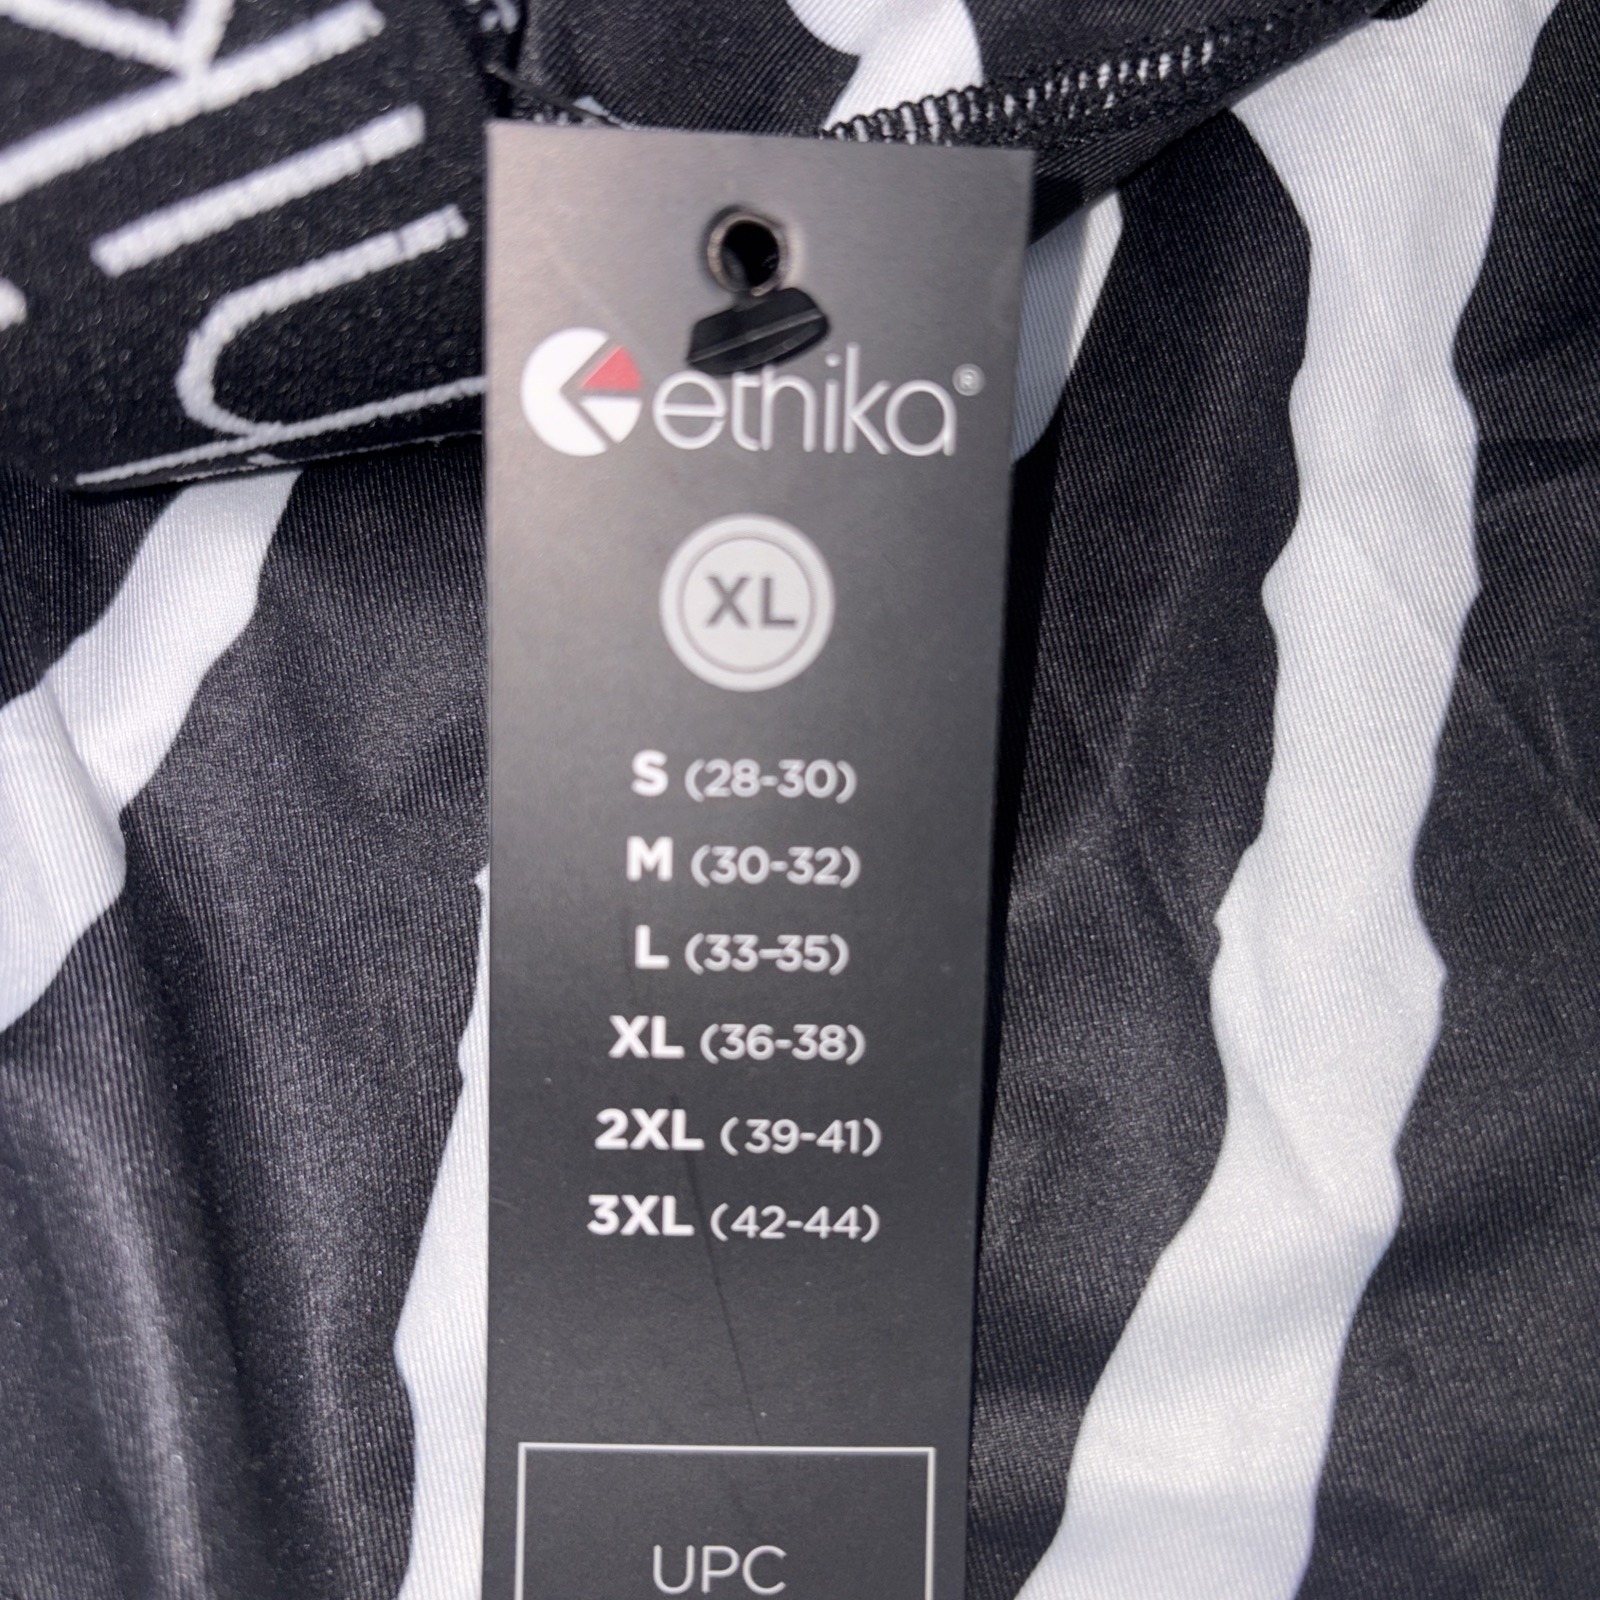 ethika®
XL
S (28-30)
M (30-32)
L (33-35)
XL (36-38)
2XL (39-41)
3XL (42-44)
UPC